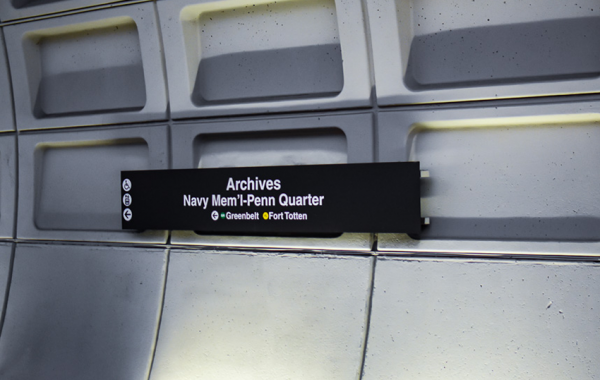 Archives
Navy Mem'l-Penn Quarter
Greenbelt Fort Totten